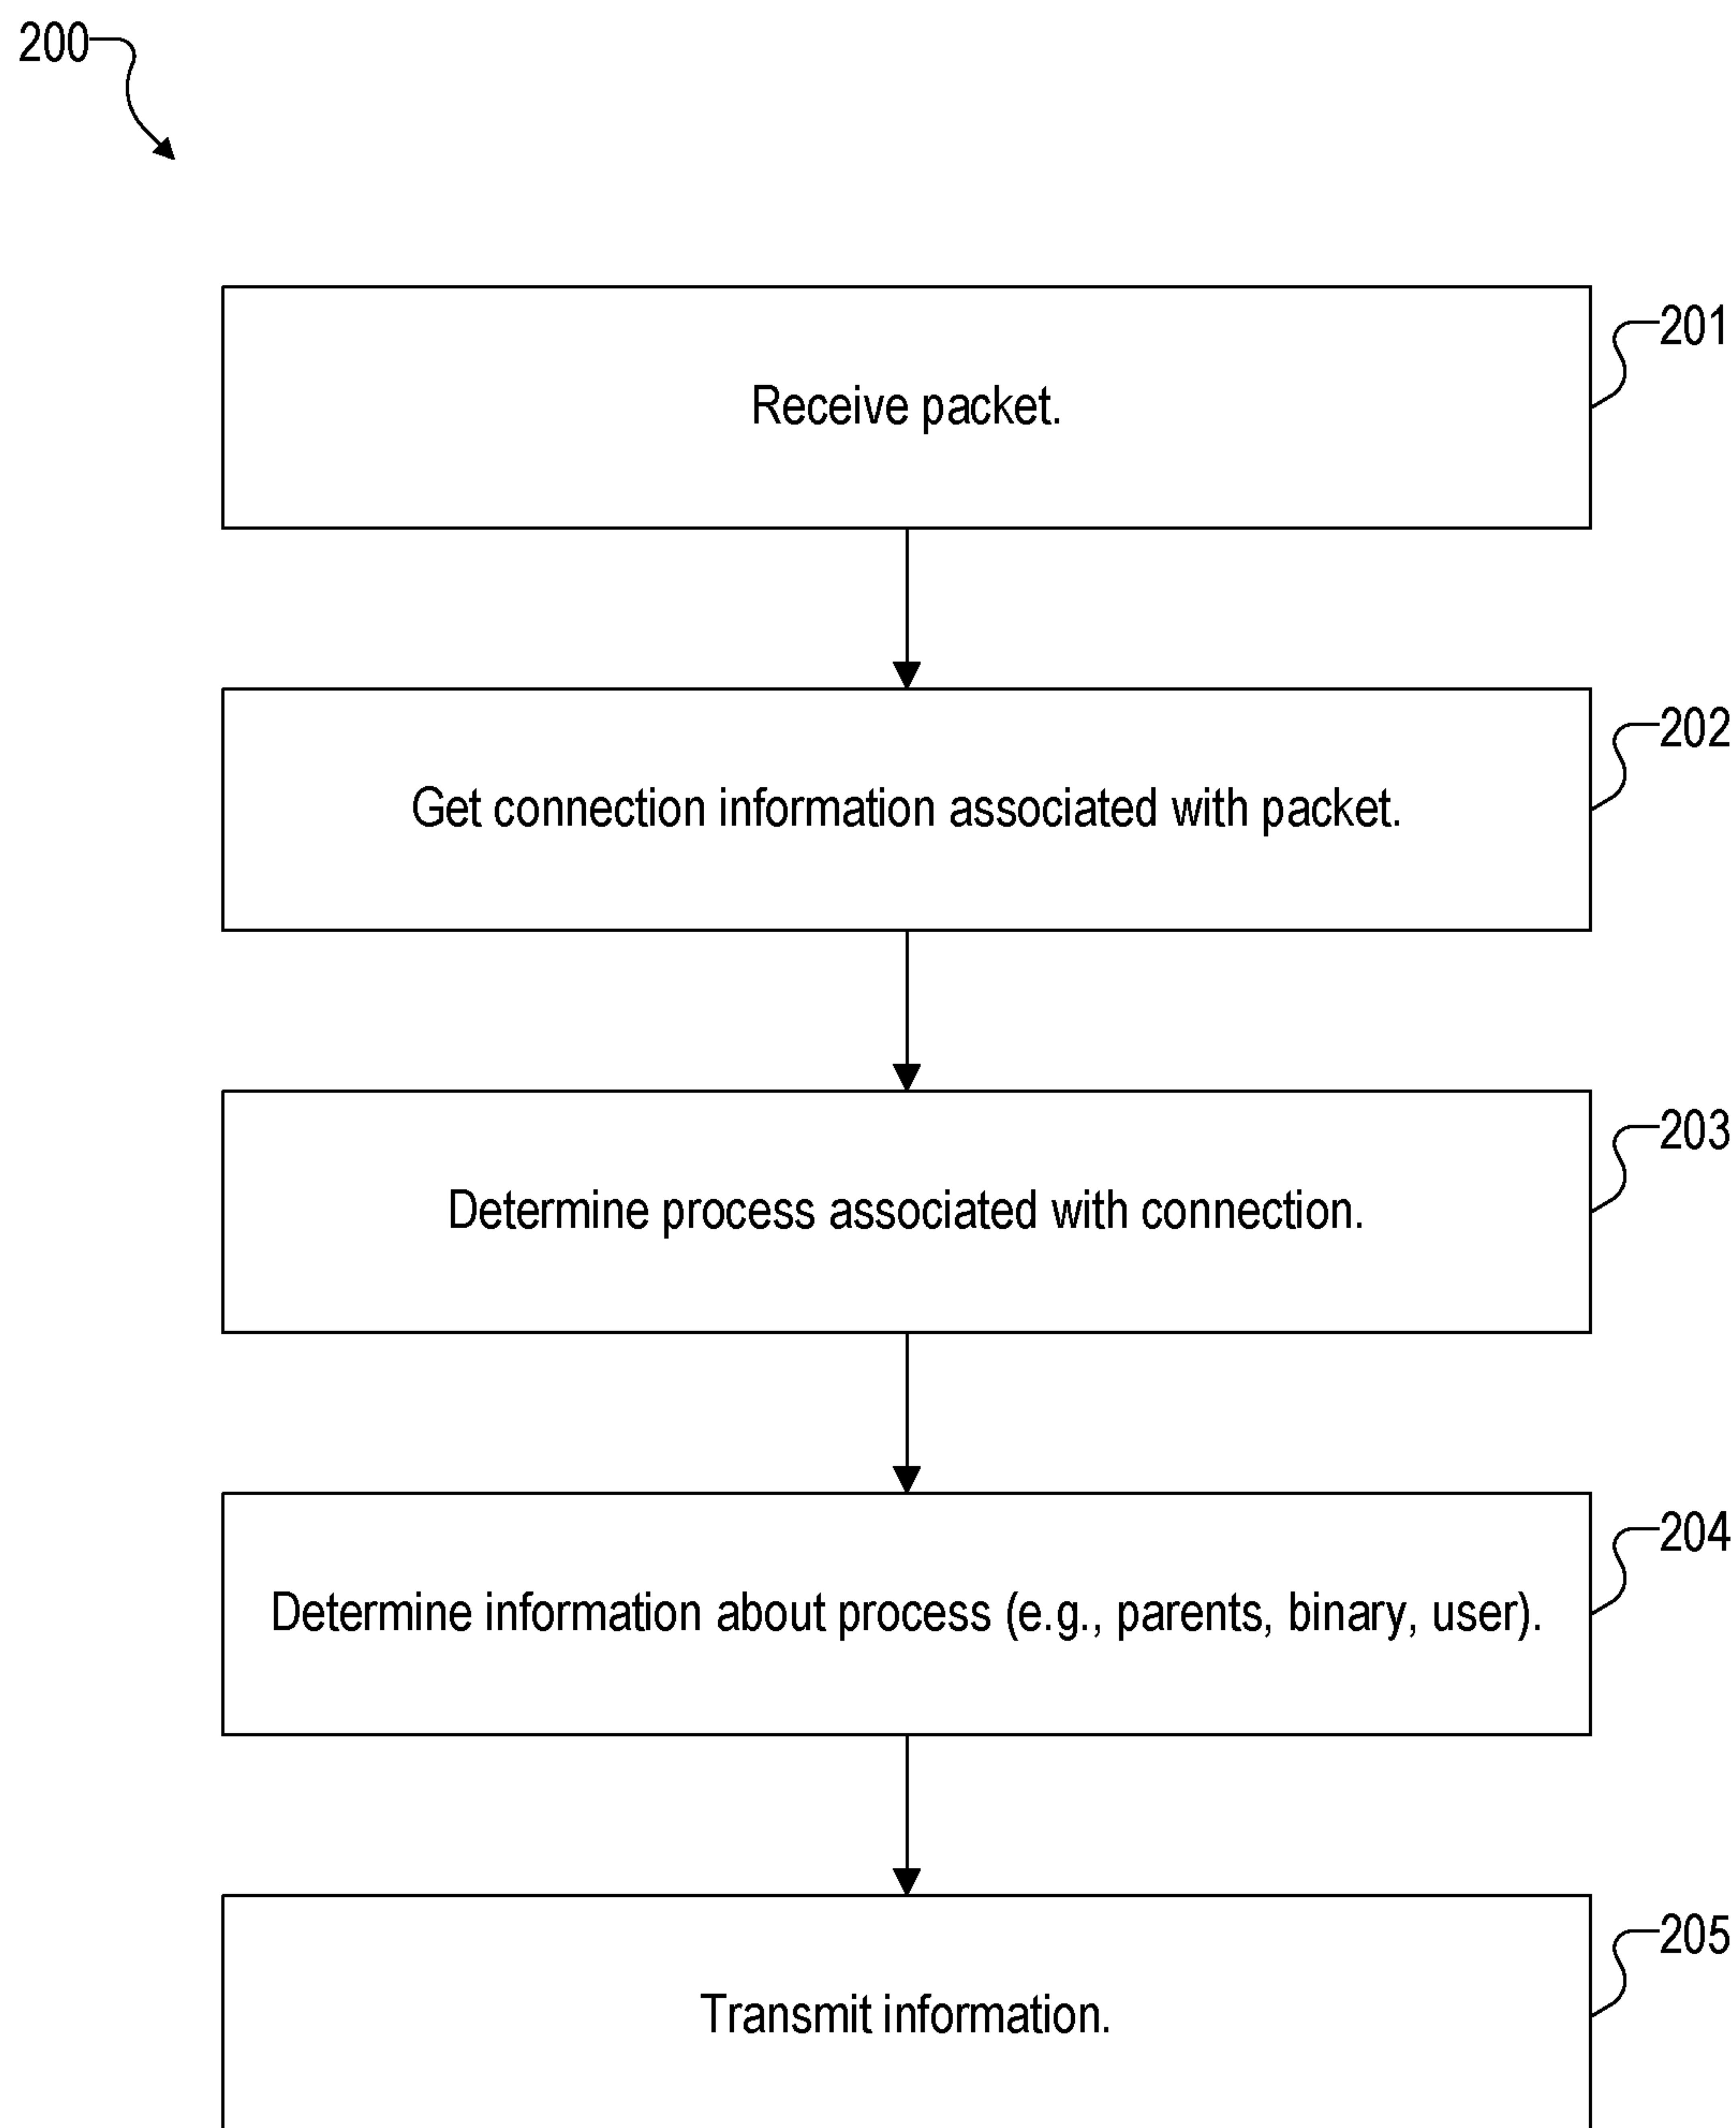 200
201
Receive packet.
202
Get connection information associated with packet.
203
Determine process associated with connection.
204
Determine information about process (e.g., parents, binary, user).
205
Transmit information.